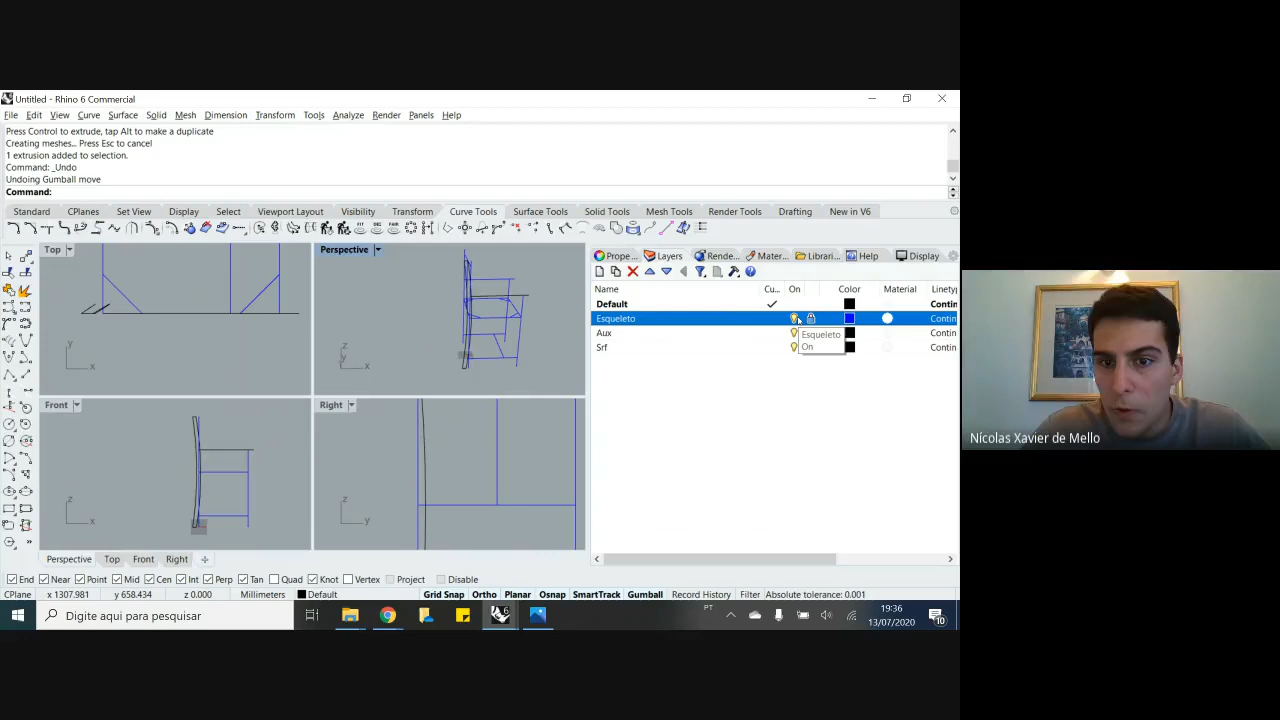 Untitled - Rhino 6 Commercial
File Edit View Curve Surface Solid Mesh Dimension Transform Tools Analyze Render Panels Help
Press Control to extrude, tap Alt to make a duplicate
Creating meshes... Press Esc to cancel
1 extrusion added to selection.
Command: _Undo
Undoing Gumball move
Command:
Standard CPlanes Set View Display Select Viewport Layout Visibility Transform Curve Tools Surface Tools Solid Tools Mesh Tools Render Tools Drafting New in V6
Top Perspective
Prope... Layers Rende... Mater... Librari... Help Display
Name Cu... On Color Material Linety
Default Contin
Esqueleto Contin
Aux Contin
Srf Contin
Esqueleto
On
y x
z y x
Front Right
z x
z y
Nícolas Xavier de Mello
Perspective Top Front Right
End Near Point Mid Cen Int Perp Tan Quad Knot Vertex Project Disable
CPlane x 1307.981 y 658.434 z 0.000 Millimeters Default Grid Snap Ortho Planar Osnap SmartTrack Gumball Record History Filter Absolute tolerance: 0.001
Digite aqui para pesquisar
6
PT
19:36
13/07/2020
10